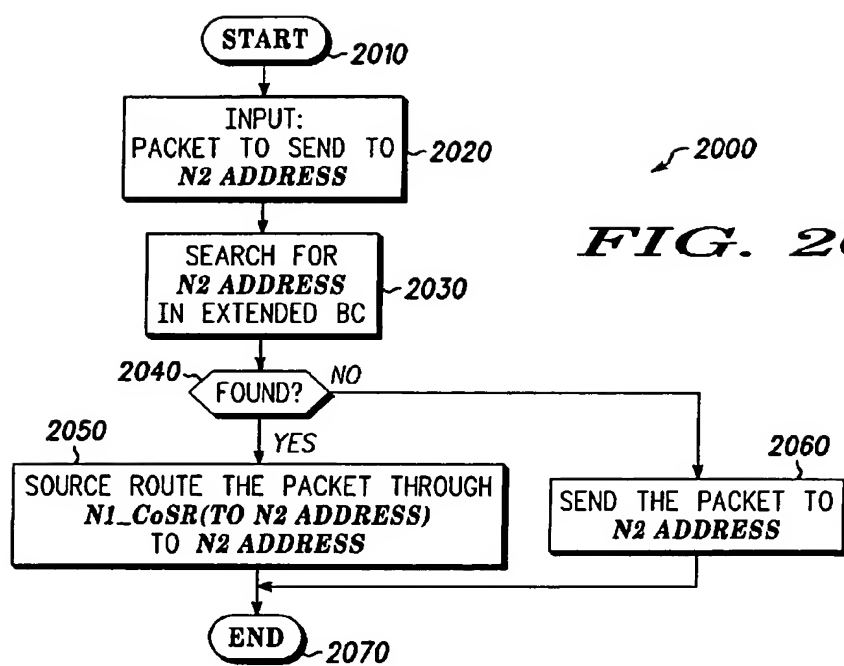 START
2010
INPUT:
PACKET TO SEND TO
N2 ADDRESS
2020
2000
SEARCH FOR
N2 ADDRESS
IN EXTENDED BC
2030
FIG. 2
2040
FOUND?
NO
YES
2050
SOURCE ROUTE THE PACKET THROUGH
N1_CoSR(TO N2 ADDRESS)
TO N2 ADDRESS
2060
SEND THE PACKET TO
N2 ADDRESS
END
2070